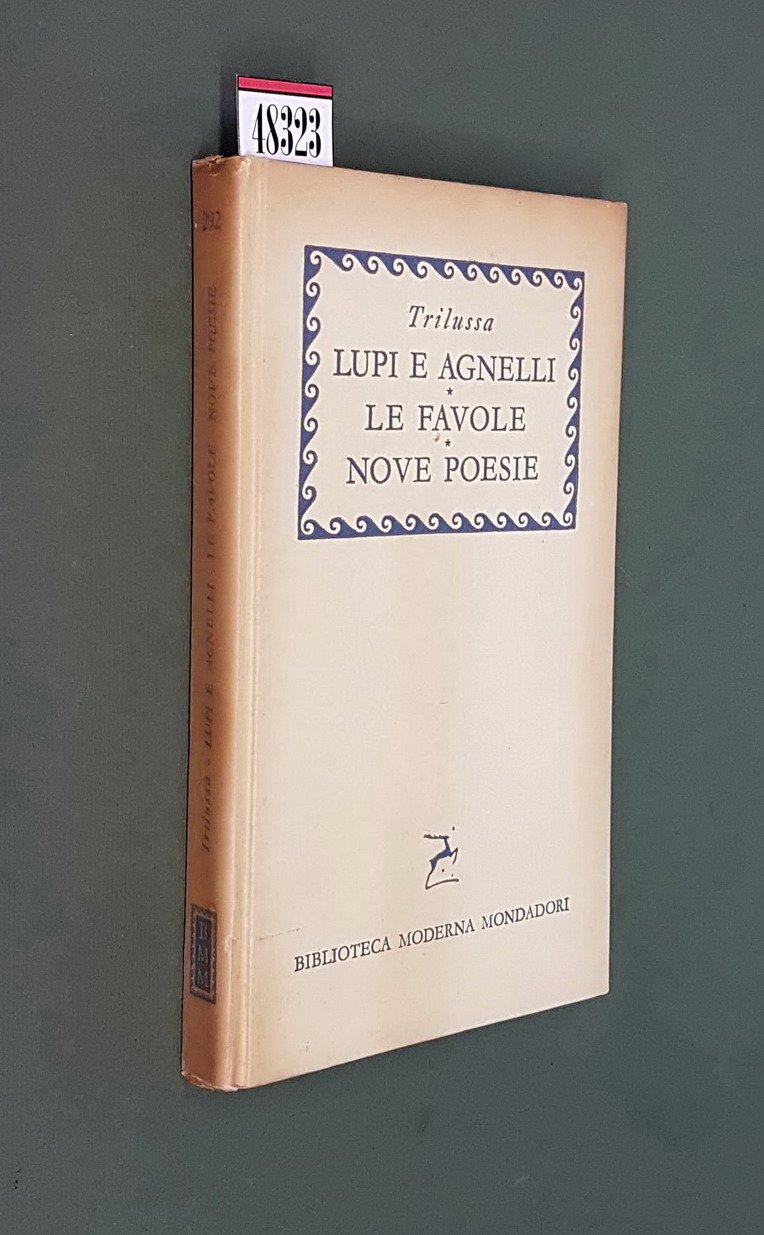 48323
Trilussa
LUPI E AGNELLI
*
LE FAVOLE
*
NOVE POESIE
BIBLIOTECA MODERNA MONDADORI
292
Trilussa - LUPI E AGNELLI - LE FAVOLE - NOVE POESIE
B
M
M